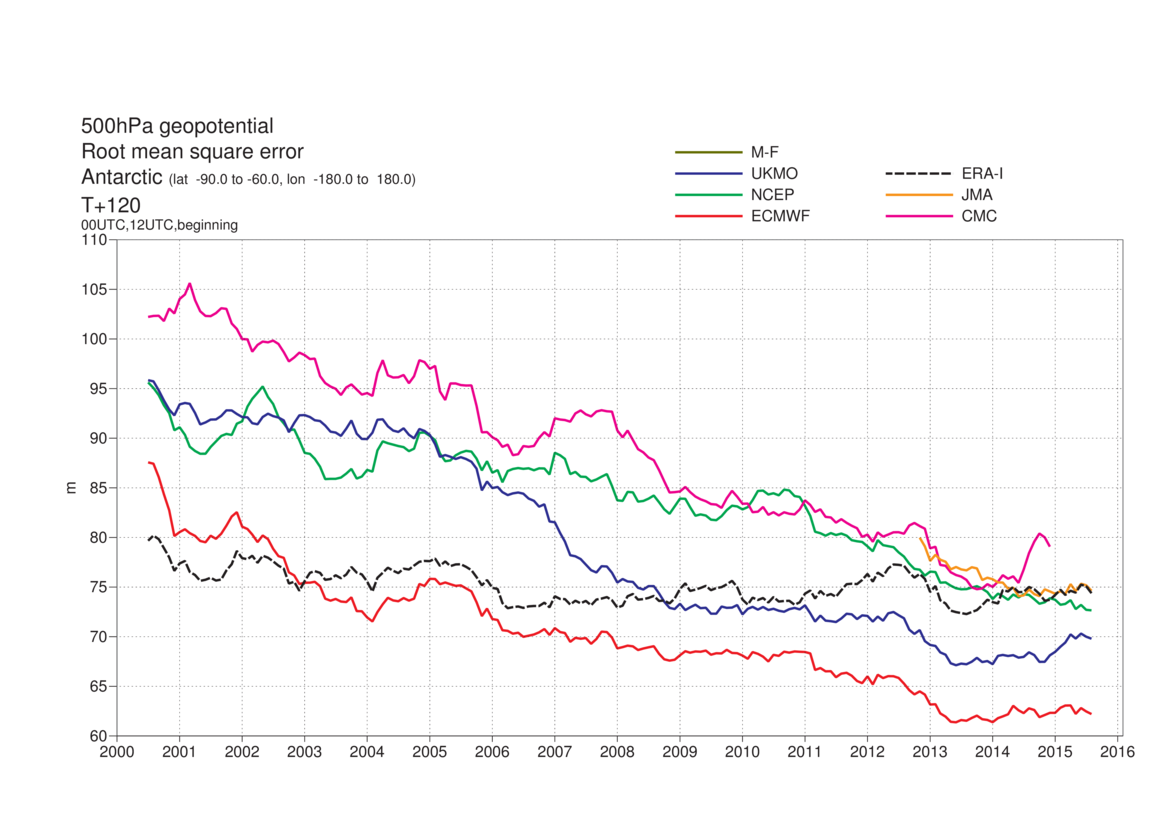 500hPa geopotential
Root mean square error
Antarctic (lat -90.0 to -60.0, lon -180.0 to 180.0)
T+120
00UTC,12UTC,beginning
M-F
UKMO
NCEP
ECMWF
ERA-I
JMA
CMC
110
105
100
95
90
85
80
75
70
65
60
m
2000 2001 2002 2003 2004 2005 2006 2007 2008 2009 2010 2011 2012 2013 2014 2015 2016